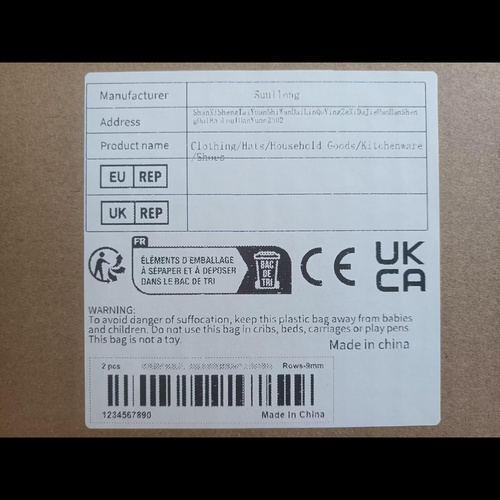 Manufacturer Suullong
Address
Product name Clothing/Hats/Household Goods/Kitchenware
/Shoes
EU REP
UK REP
FR
ÉLÉMENTS D'EMBALLAGE
À SÉPAPER ET À DÉPOSER
DANS LE BAC DE TRI
BAC
DE
TRI
CE
UK
CA
WARNING:
To avoid danger of suffocation, keep this plastic bag away from babies
and children. Do not use this bag in cribs, beds, carriages or play pens.
This bag is not a toy.
Made in china
2 pcs Rows-9mm
1234567890 Made In China